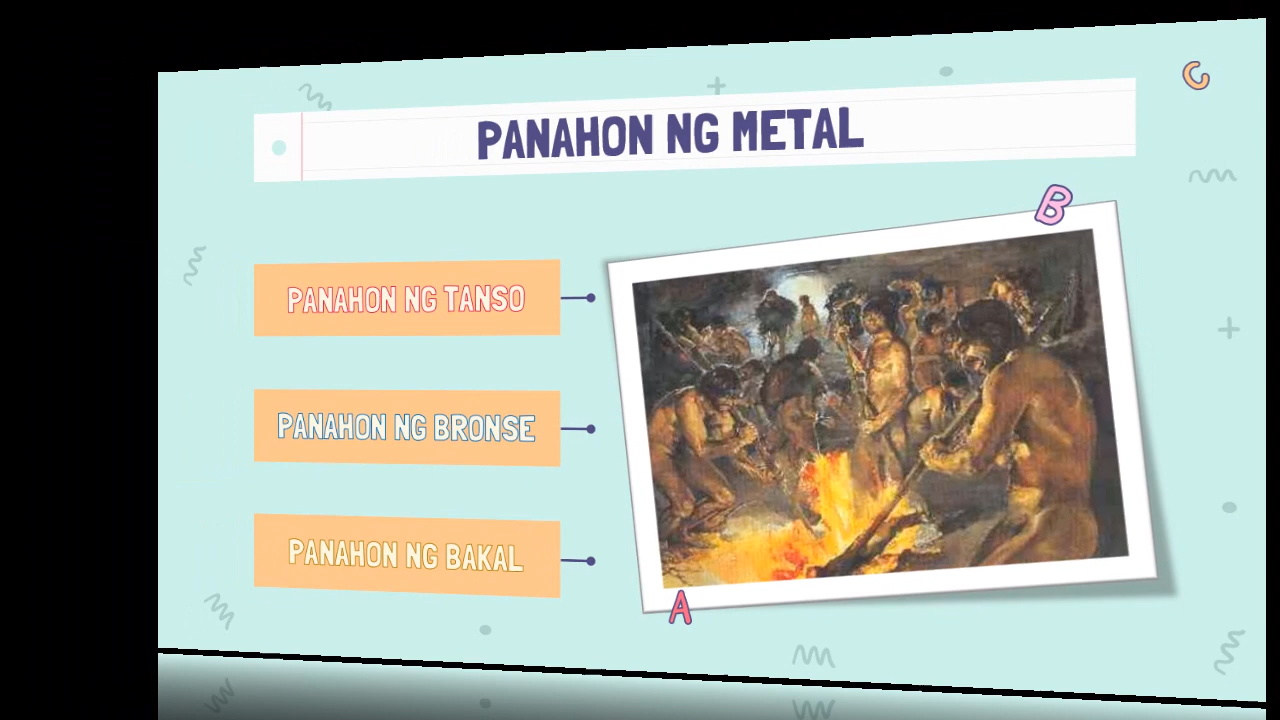 PANAHON NG METAL
C
B
PANAHON NG TANSO
PANAHON NG BRONSE
PANAHON NG BAKAL
A